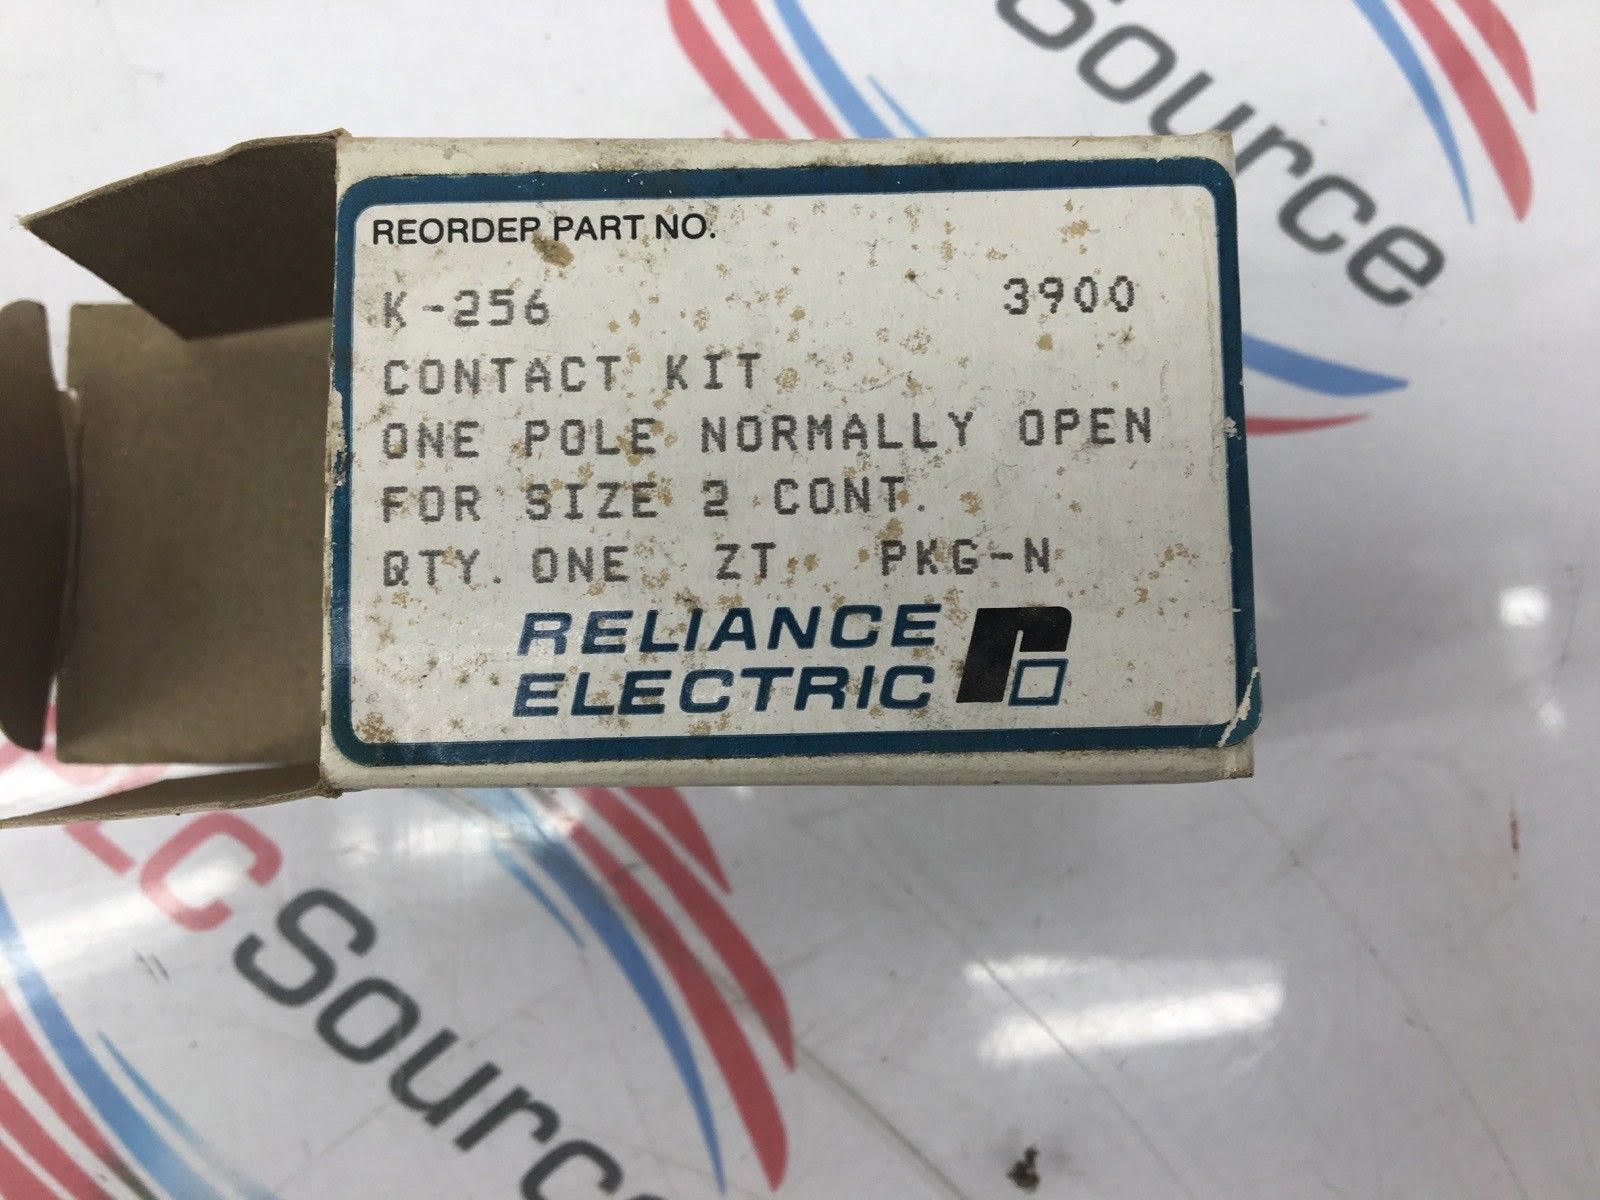 Source
REORDER PART NO.
K-256 3900
CONTACT KIT
ONE POLE NORMALLY OPEN
FOR SIZE 2 CONT.
QTY. ONE ZT PKG-N
RELIANCE
ELECTRIC
Source